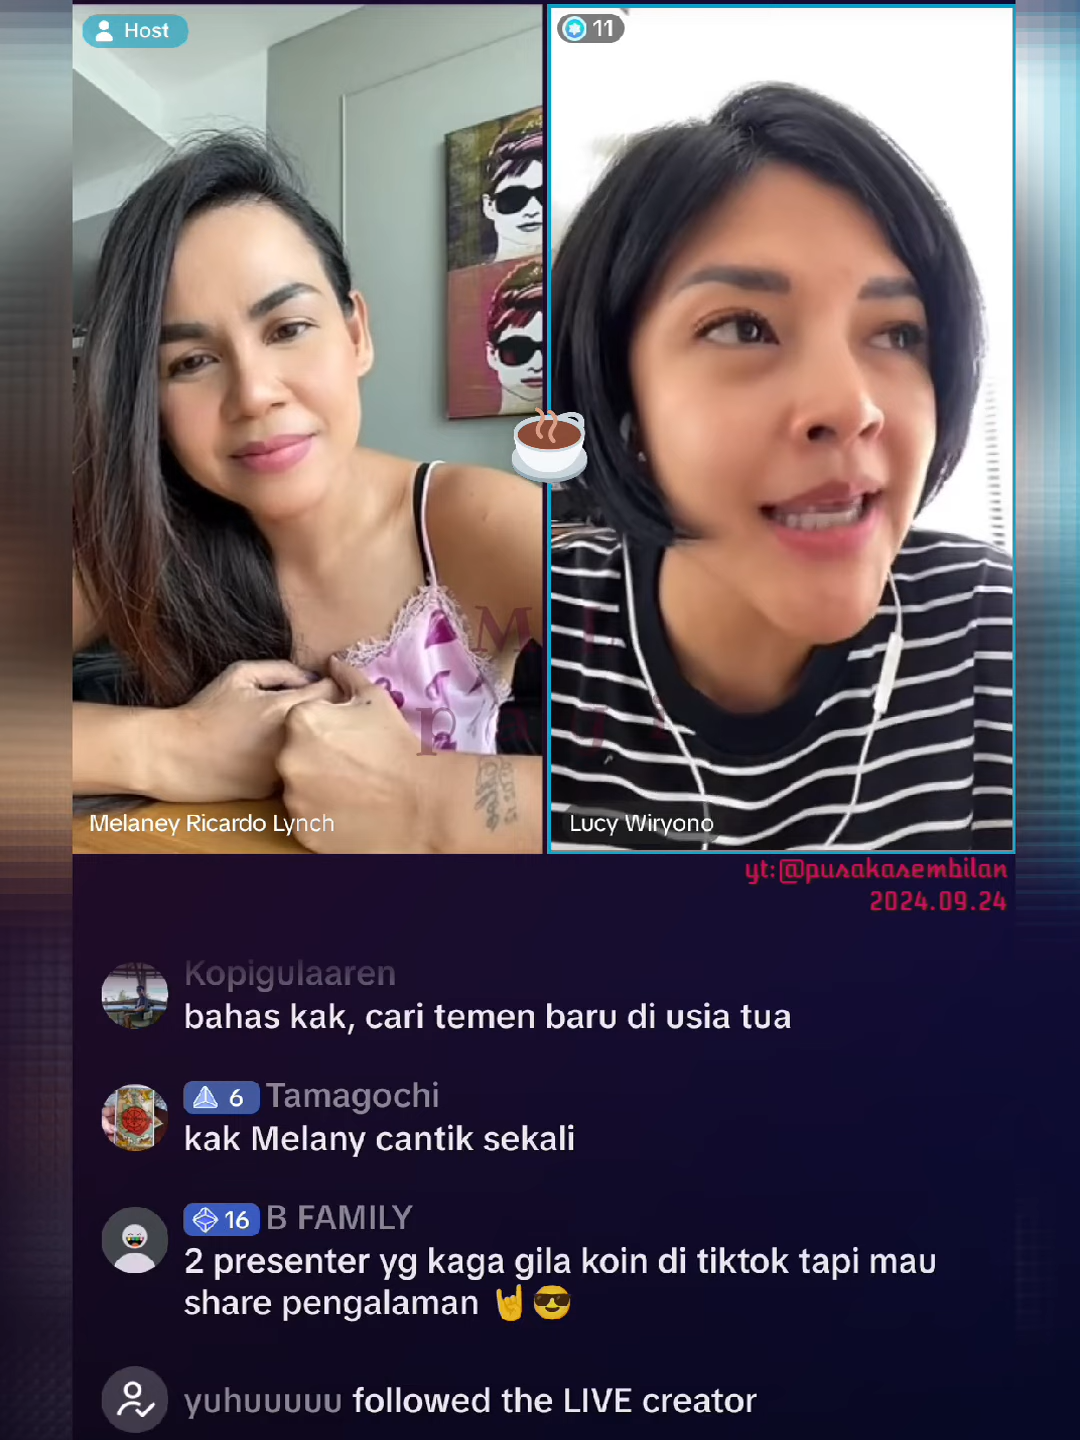 Host
11
M L
pagi
Melaney Ricardo Lynch
Lucy Wiryono
yt:@pusakasembilan
2024.09.24
Kopigulaaren
bahas kak, cari temen baru di usia tua
6 Tamagochi
kak Melany cantik sekali
16 B FAMILY
2 presenter yg kaga gila koin di tiktok tapi mau
share pengalaman 🤘😎
yuhuuuuu followed the LIVE creator